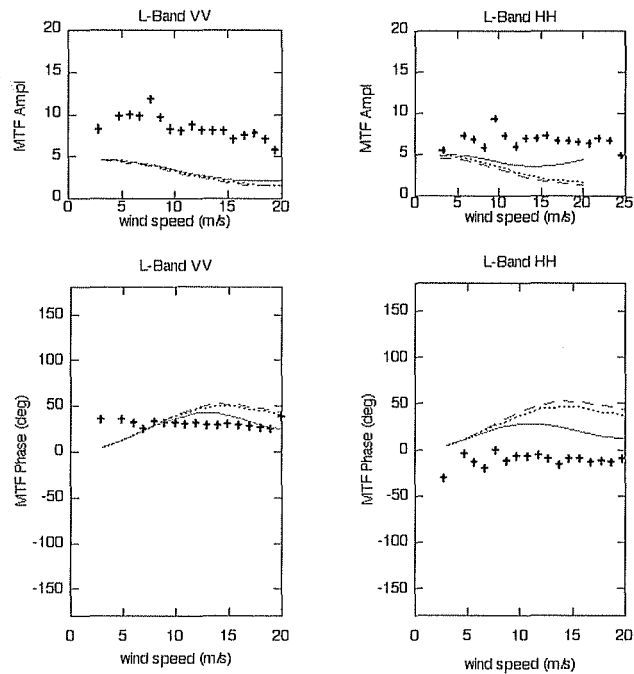 L-Band VV
20
15
10
5
0
MTF Ampl
0 5 10 15 20
wind speed (m/s)
L-Band HH
20
15
10
5
0
MTF Ampl
0 5 10 15 20 25
wind speed (m/s)
L-Band VV
150
100
50
0
-50
-100
-150
MTF Phase (deg)
0 5 10 15 20
wind speed (m/s)
L-Band HH
150
100
50
0
-50
-100
-150
MTF Phase (deg)
0 5 10 15 20
wind speed (m/s)